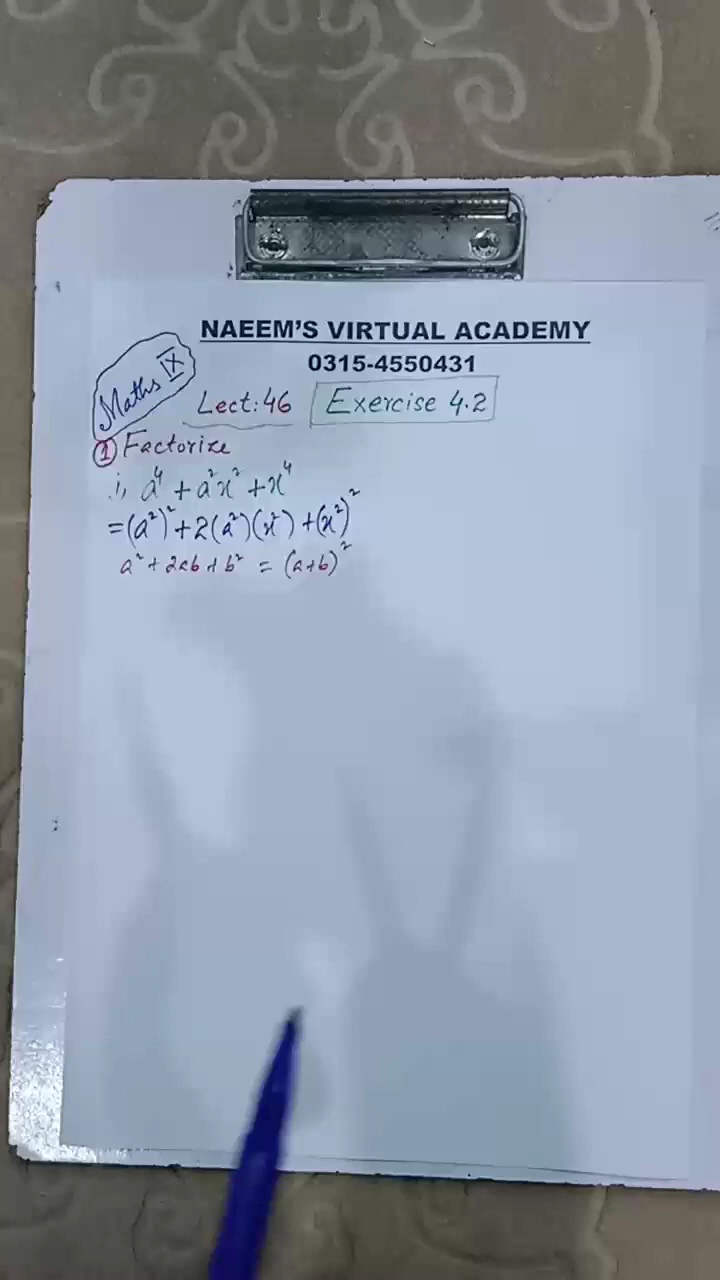 NAEEM'S VIRTUAL ACADEMY
0315-4550431
Maths IX
Lect:46 Exercise 4.2
① Factorize
i, a⁴ + a²x² + x⁴
=(a²)² + 2(a²)(x²) + (x²)²
a² + 2ab + b² = (a+b)²